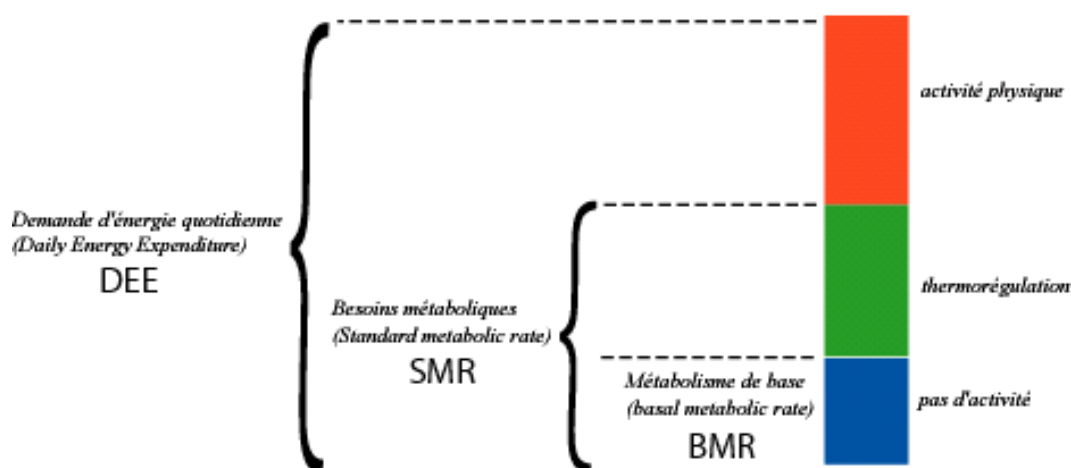 activité physique
Demande d'énergie quotidienne
(Daily Energy Expenditure)
DEE
thermorégulation
Besoins métaboliques
(Standard metabolic rate)
SMR
Métabolisme de base
(basal metabolic rate)
BMR
pas d'activité